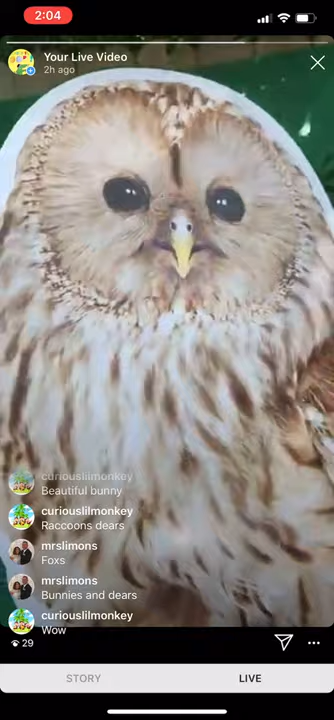 2:04
Your Live Video
2h ago
curiouslilmonkey
Beautiful bunny
curiouslilmonkey
Raccoons dears
mrslimons
Foxs
mrslimons
Bunnies and dears
curiouslilmonkey
Wow
29
STORY LIVE